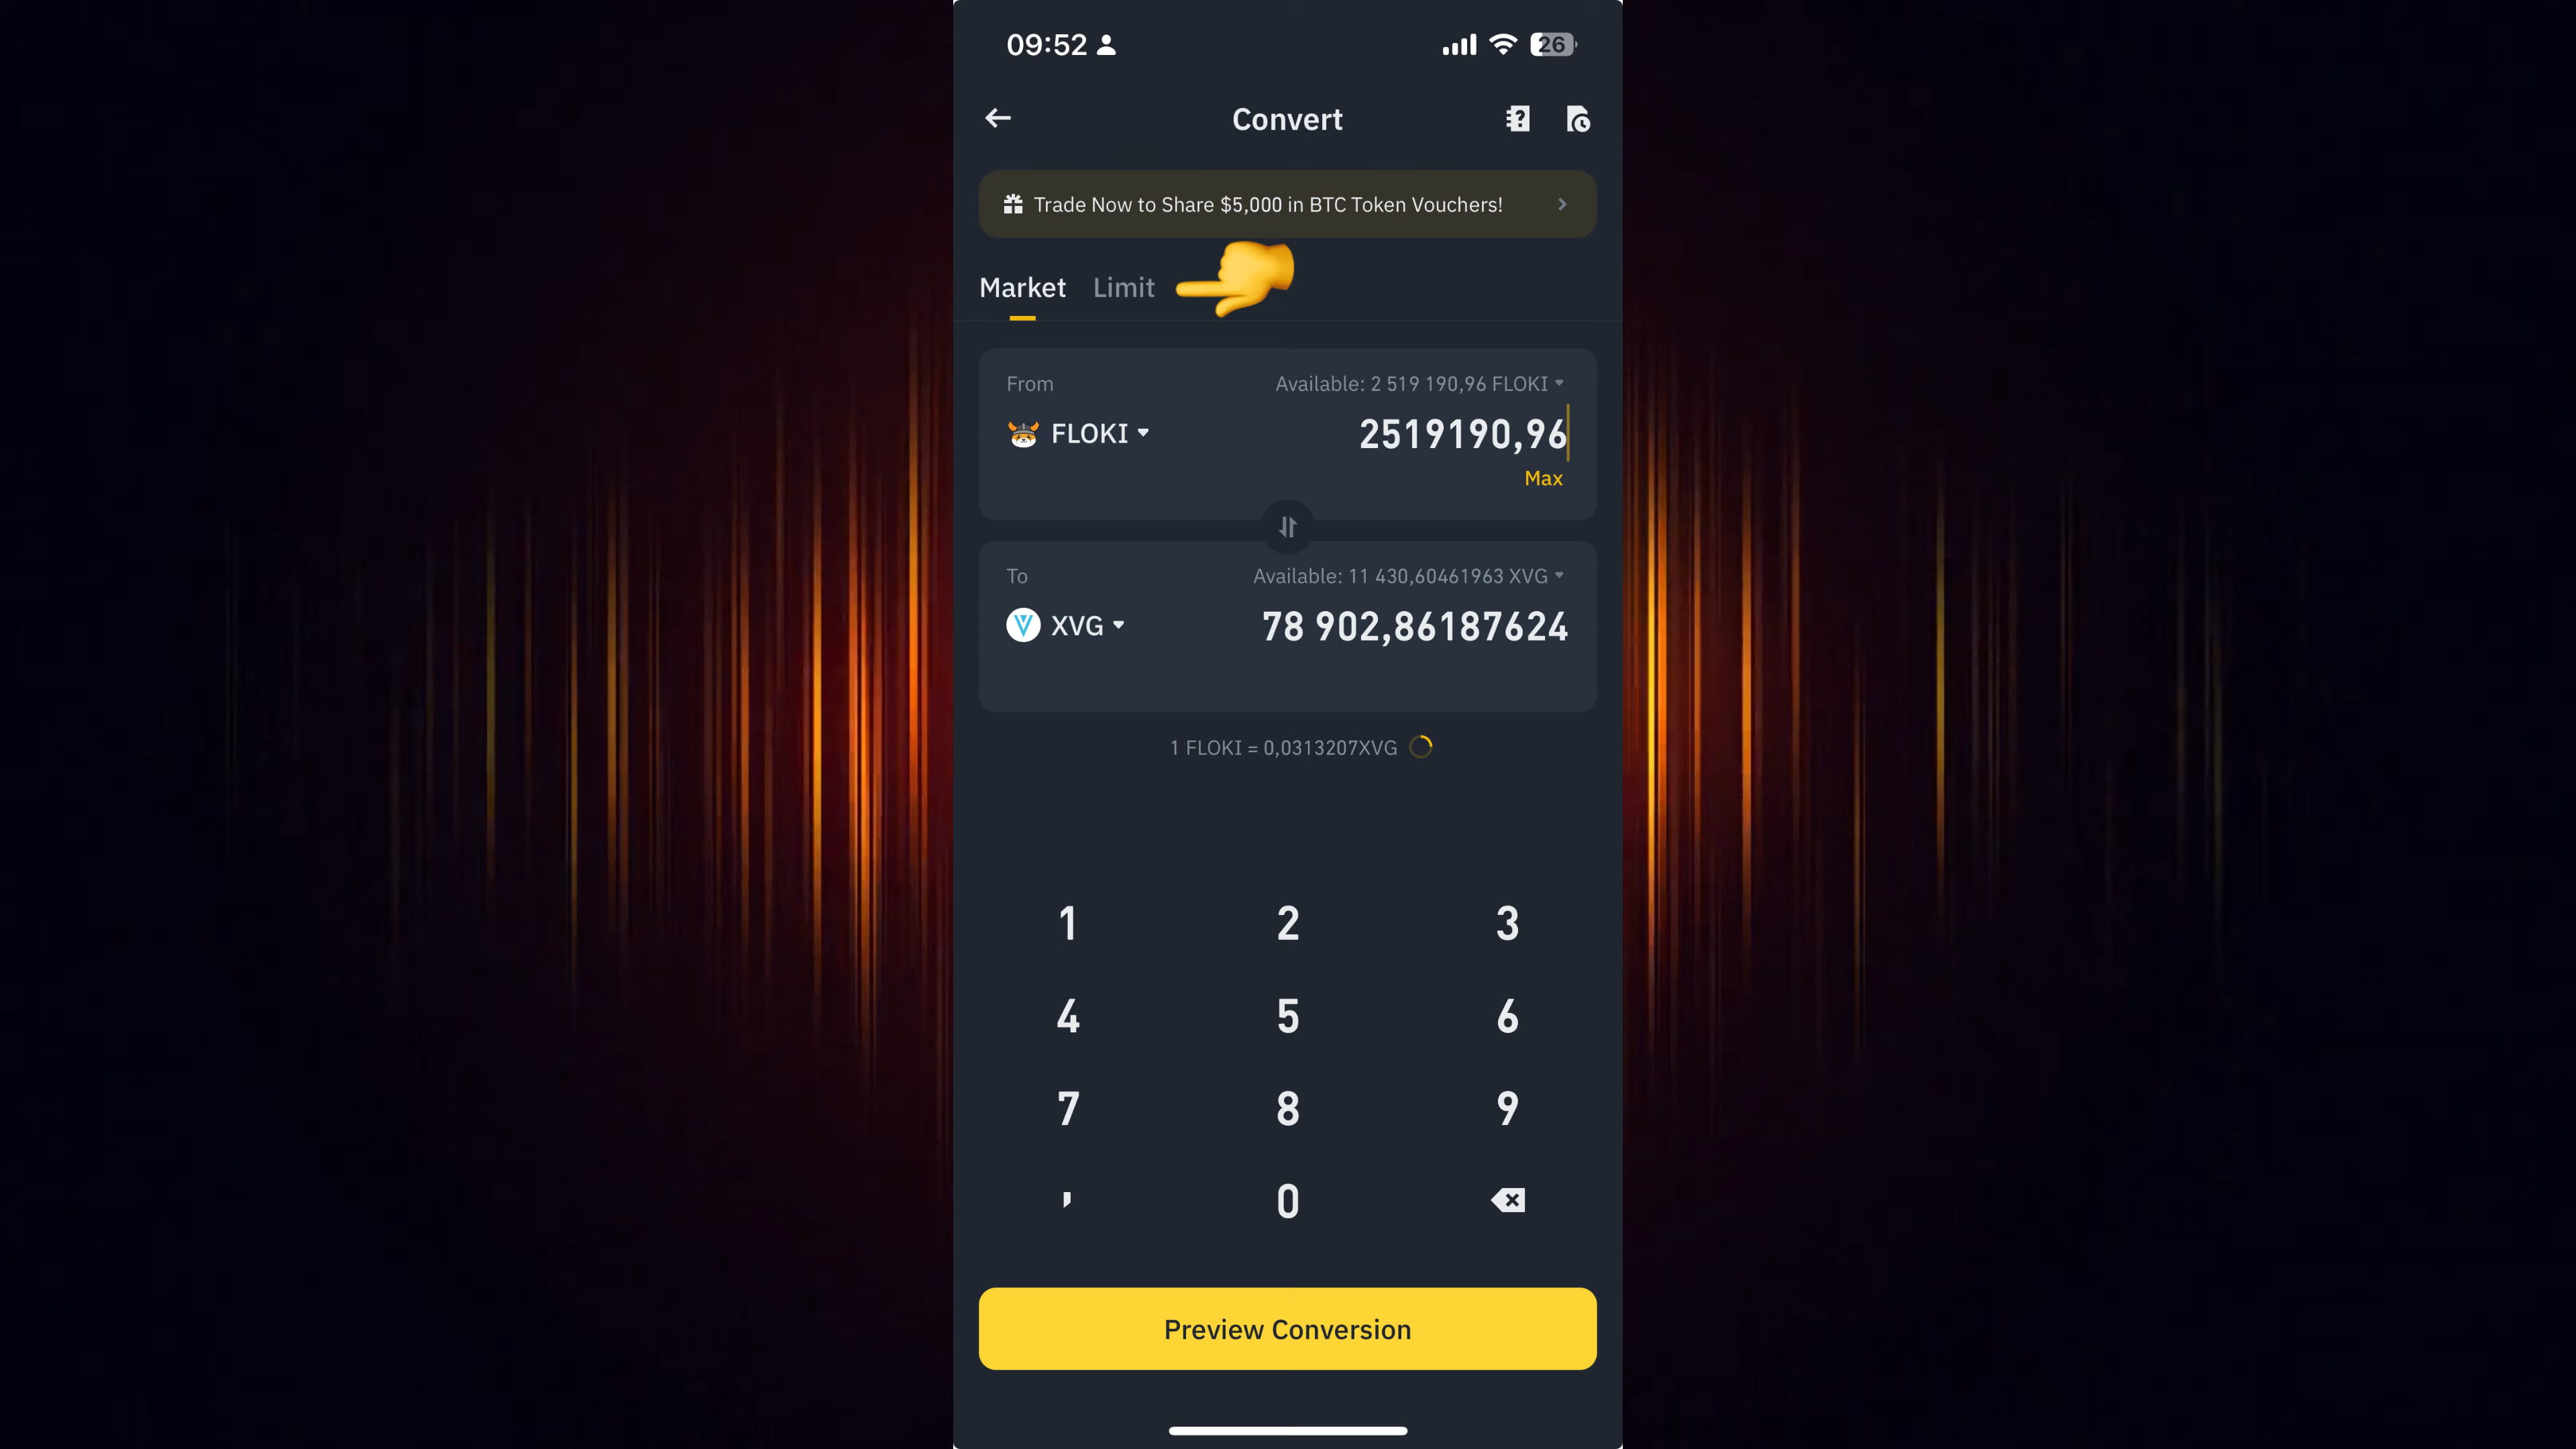 09:52
26
Convert
Trade Now to Share $5,000 in BTC Token Vouchers!
Market Limit
From Available: 2 519 190,96 FLOKI
FLOKI 2519190,96
Max
To Available: 11 430,60461963 XVG
XVG 78 902,86187624
1 FLOKI = 0,0313207XVG
1 2 3
4 5 6
7 8 9
, 0
Preview Conversion